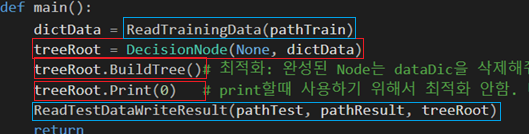 def main():
dictData = ReadTrainingData(pathTrain)
treeRoot = DecisionNode(None, dictData)
treeRoot.BuildTree()# 최적화: 완성된 Node는 dataDic을 삭제해
treeRoot.Print(0) # print할때 사용하기 위해서 최적화 안함.
ReadTestDataWriteResult(pathTest, pathResult, treeRoot)
return